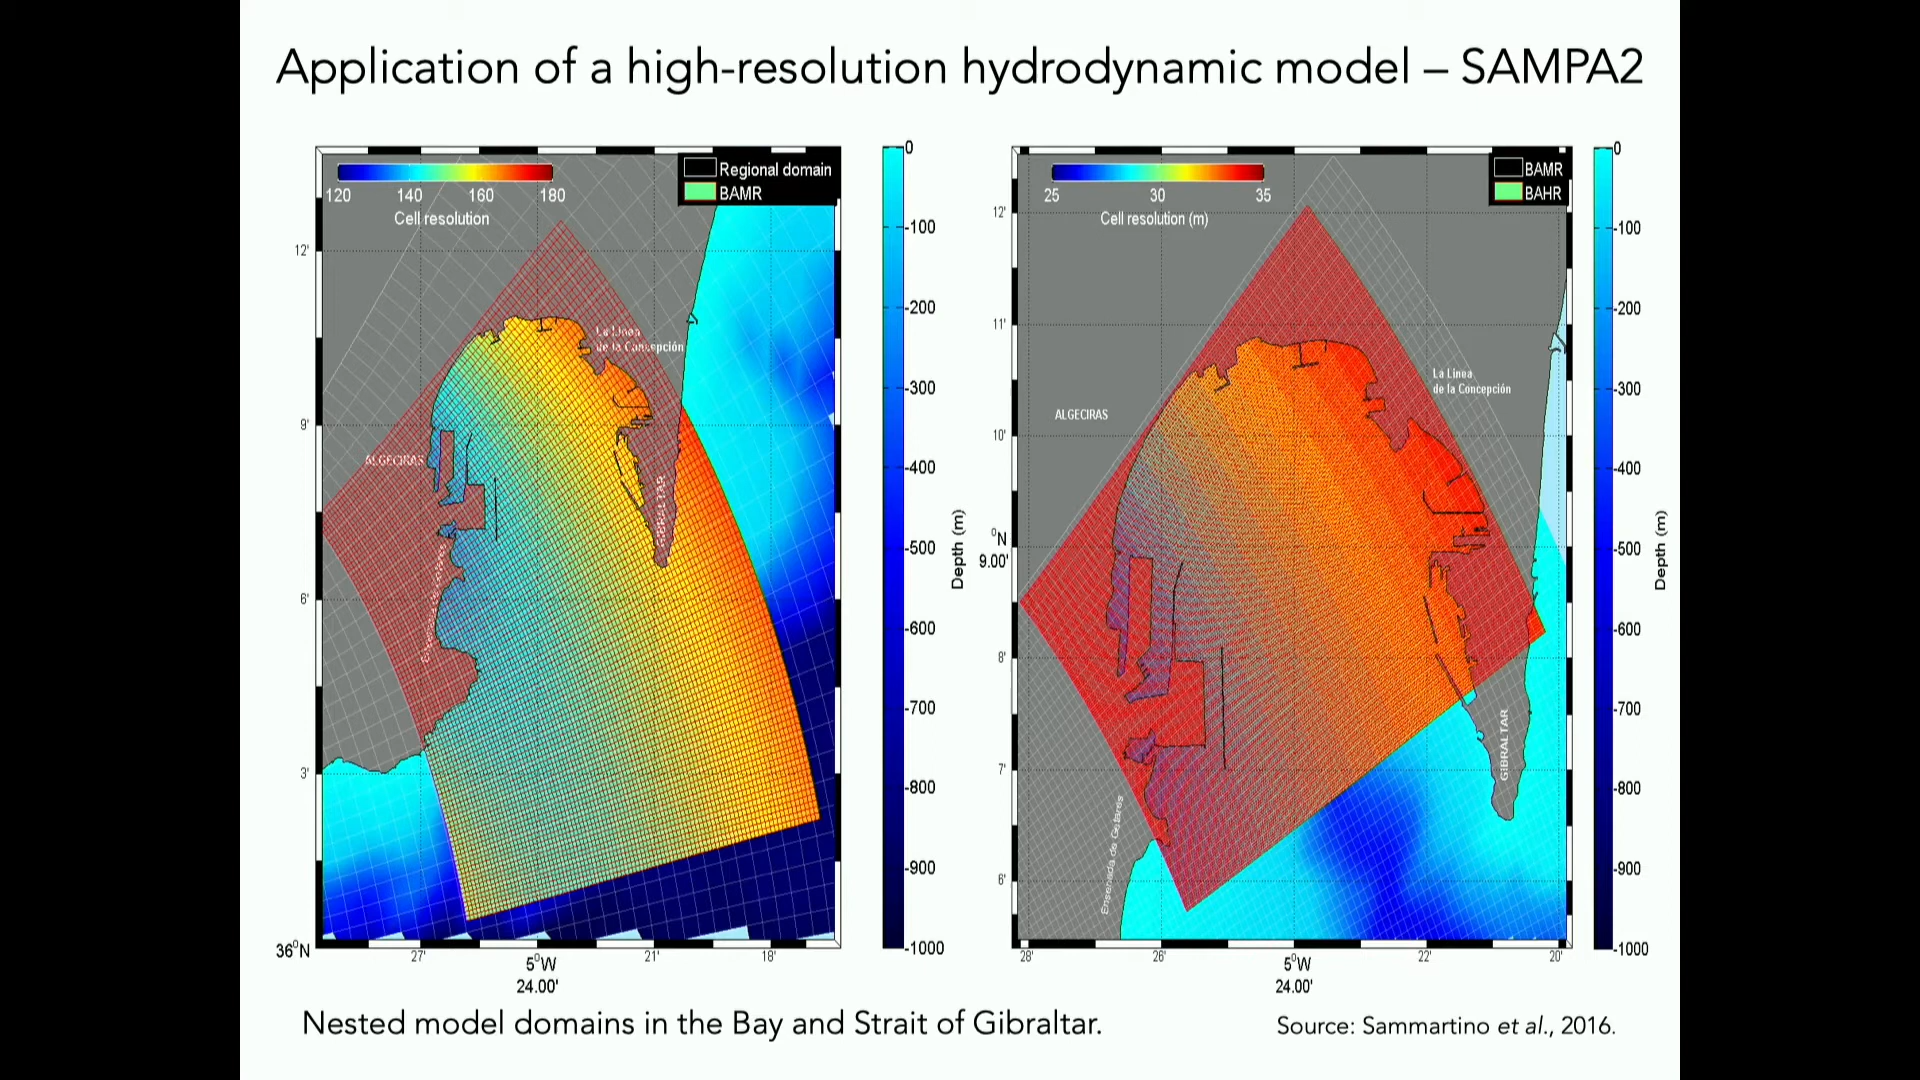 Application of a high-resolution hydrodynamic model – SAMPA2
Regional domain
BAMR
120 140 160 180
Cell resolution
12'
9'
6'
3'
36°N
27'
5°W
24.00'
21'
18'
La Línea
de la Concepción
ALGECIRAS
GIBRALTAR
0
-100
-200
-300
-400
-500
-600
-700
-800
-900
-1000
Depth (m)
BAMR
BAHR
25 30 35
Cell resolution (m)
12'
11'
10'
°N
9.00'
8'
7'
6'
28'
26'
5°W
24.00'
22'
20'
La Línea
de la Concepción
ALGECIRAS
GIBRALTAR
Ensenada de Getares
0
-100
-200
-300
-400
-500
-600
-700
-800
-900
-1000
Depth (m)
Nested model domains in the Bay and Strait of Gibraltar.
Source: Sammartino et al., 2016.